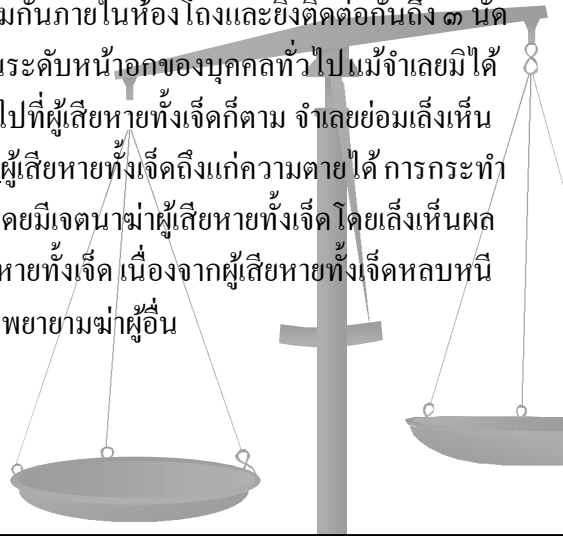 มกันภายในห้องโถงและยิงติดต่อกันถึง ๓ นัด
นระดับหน้าอกของบุคคลทั่วไปแม้จำเลยมิได้
ไปที่ผู้เสียหายทั้งเจ็ดก็ตาม จำเลยย่อมเล็งเห็น
ผู้เสียหายทั้งเจ็ดถึงแก่ความตายได้ การกระทำ
ดยมีเจตนาฆ่าผู้เสียหายทั้งเจ็ดโดยเล็งเห็นผล
หายทั้งเจ็ด เนื่องจากผู้เสียหายทั้งเจ็ดหลบหนี
พยายามฆ่าผู้อื่น